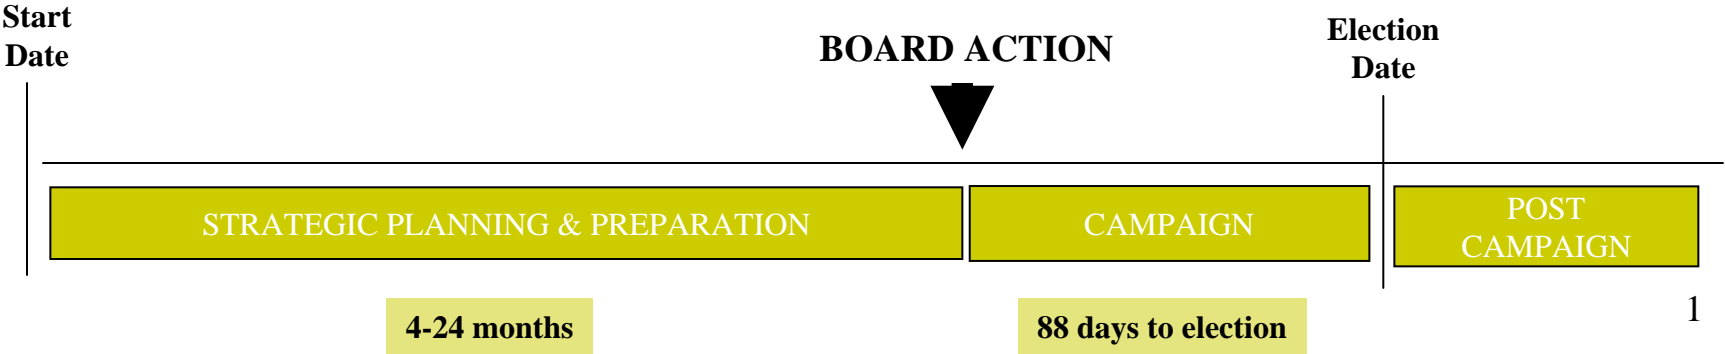 Start
Date
BOARD ACTION
Election
Date
STRATEGIC PLANNING & PREPARATION
CAMPAIGN
POST
CAMPAIGN
4-24 months
88 days to election
1